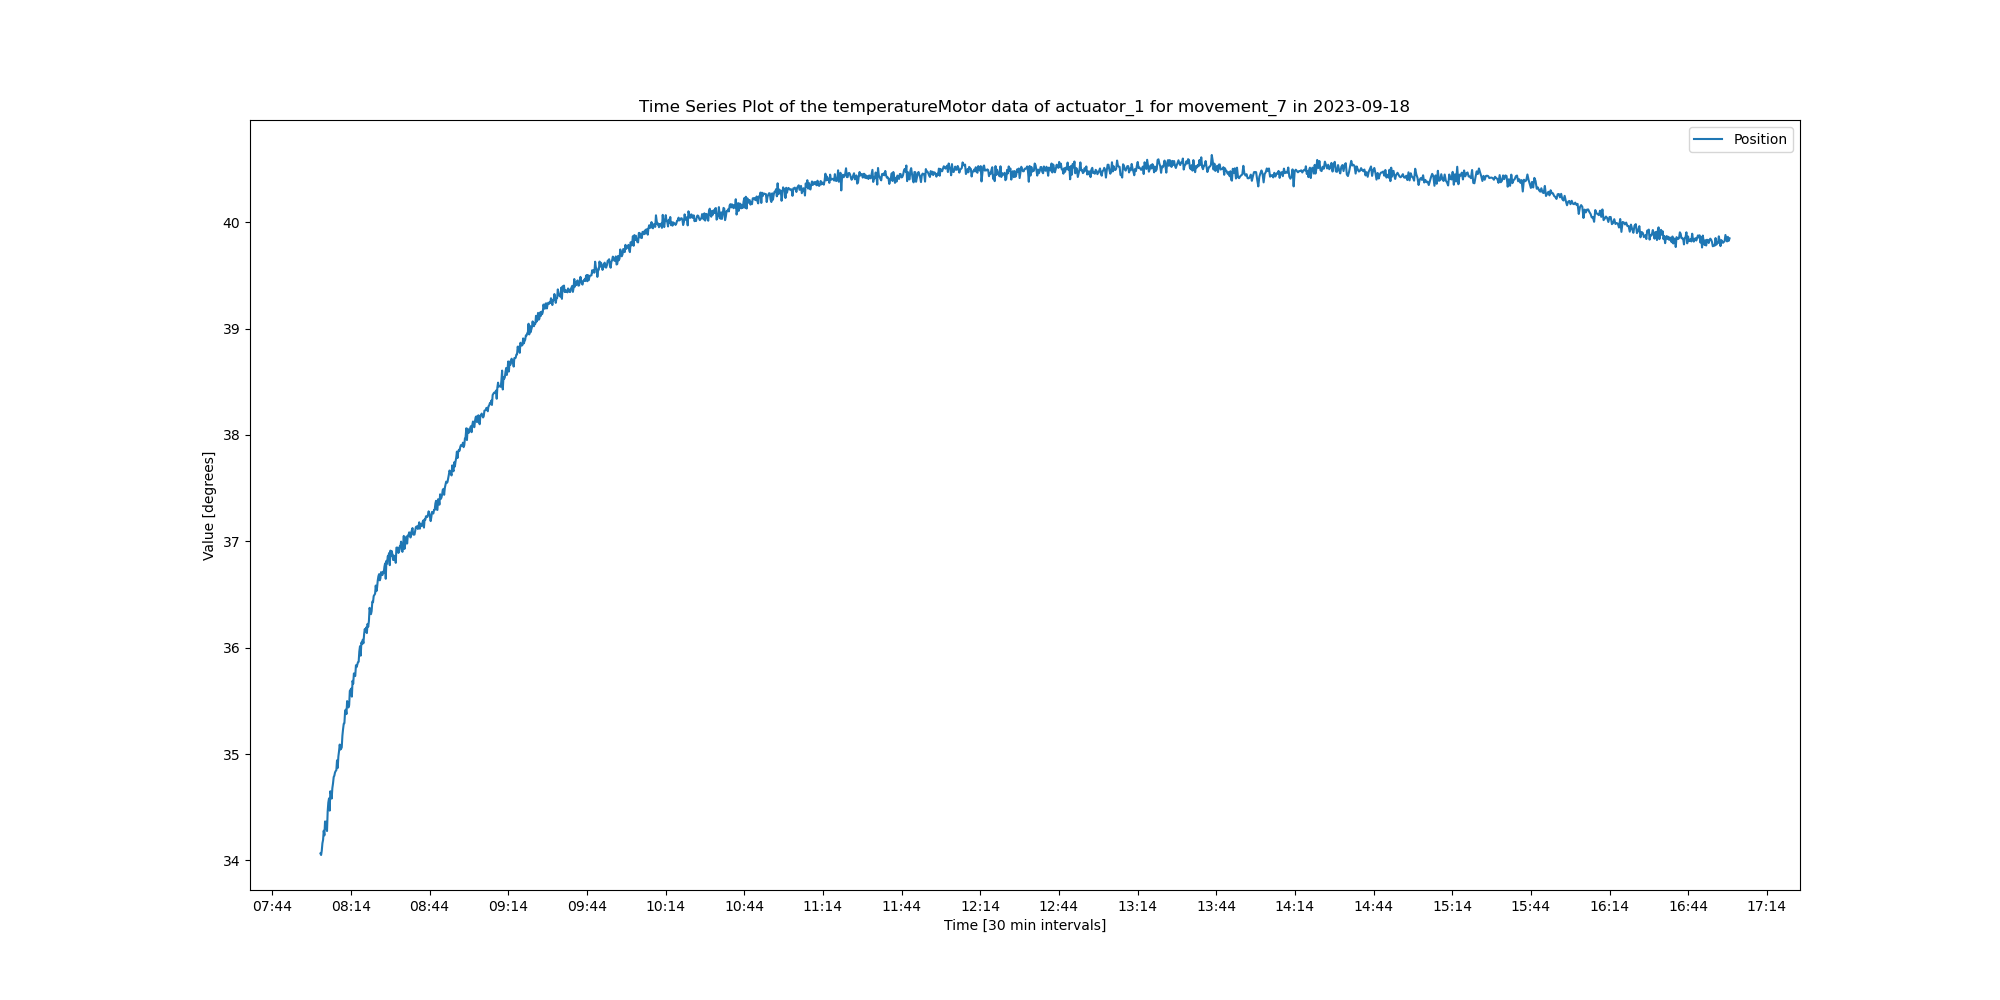 Time Series Plot of the temperatureMotor data of actuator_1 for movement_7 in 2023-09-18
Position
40
39
38
37
36
35
34
Value [degrees]
07:44 08:14 08:44 09:14 09:44 10:14 10:44 11:14 11:44 12:14 12:44 13:14 13:44 14:14 14:44 15:14 15:44 16:14 16:44 17:14
Time [30 min intervals]